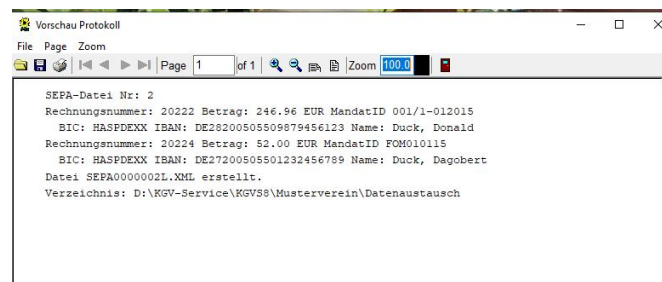 Vorschau Protokoll
File Page Zoom
Page 1 of 1 Zoom 100.0
SEPA-Datei Nr: 2
Rechnungsnummer: 20222 Betrag: 246.96 EUR MandatID 001/1-012015
BIC: HASPDEXX IBAN: DE28200505509879456123 Name: Duck, Donald
Rechnungsnummer: 20224 Betrag: 52.00 EUR MandatID FOM010115
BIC: HASPDEXX IBAN: DE27200505501232456789 Name: Duck, Dagobert
Datei SEPA0000002L.XML erstellt.
Verzeichnis: D:\KGV-Service\KGVS8\Musterverein\Datenaustausch